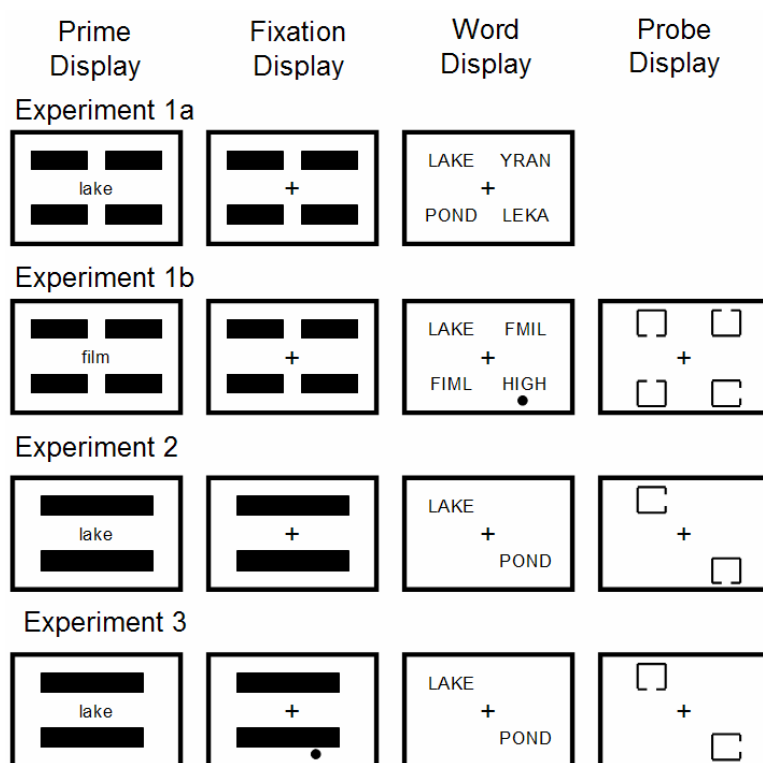 Prime Fixation Word Probe
Display Display Display Display
Experiment 1a
LAKE YRAN
lake + +
POND LEKA
Experiment 1b
LAKE FMIL
film + + +
FIML HIGH
Experiment 2
LAKE
lake + + +
POND
Experiment 3
LAKE
lake + + +
POND